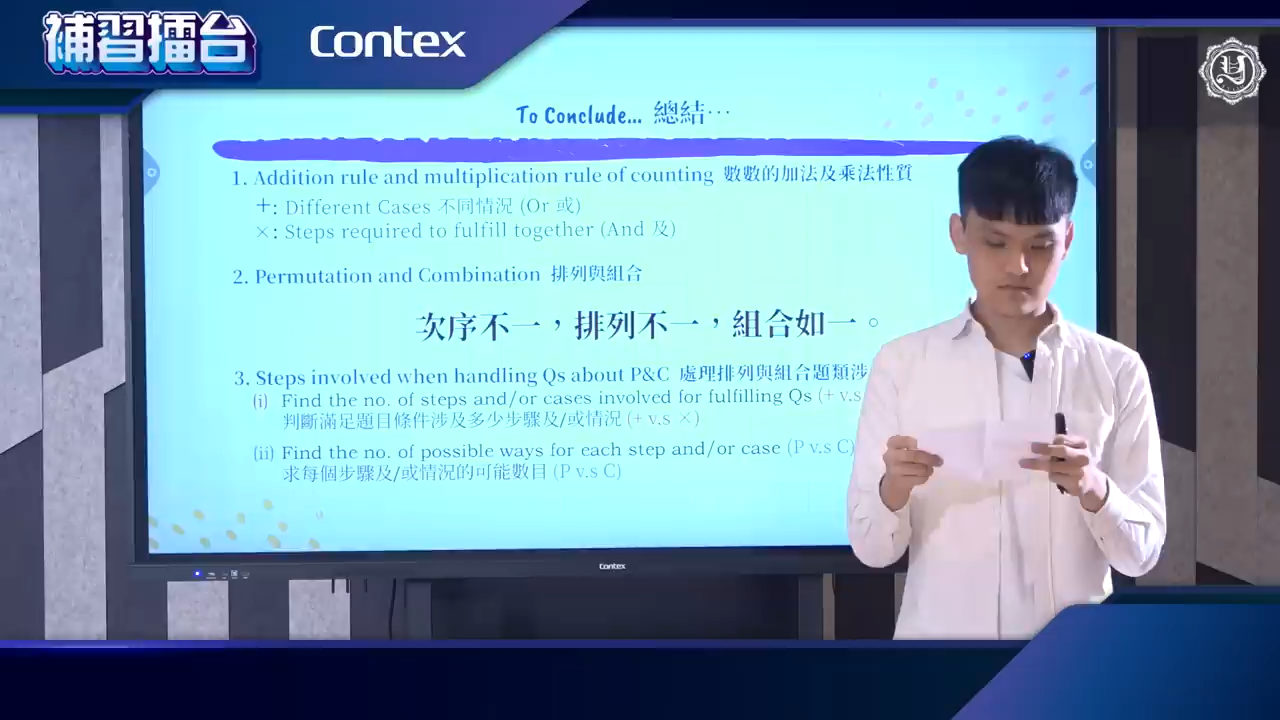 補習擂台
Contex
Y
To Conclude... 總結…
1. Addition rule and multiplication rule of counting 數數的加法及乘法性質
+: Different Cases 不同情況 (Or 或)
×: Steps required to fulfill together (And 及)
2. Permutation and Combination 排列與組合
次序不一，排列不一，組合如一。
3. Steps involved when handling Qs about P&C 處理排列與組合題類涉
(i) Find the no. of steps and/or cases involved for fulfilling Qs (+ v.s
判斷滿足題目條件涉及多少步驟及/或情況 (+ v.s ×)
(ii) Find the no. of possible ways for each step and/or case (P v.s C)
求每個步驟及/或情況的可能數目 (P v.s C)
Contex